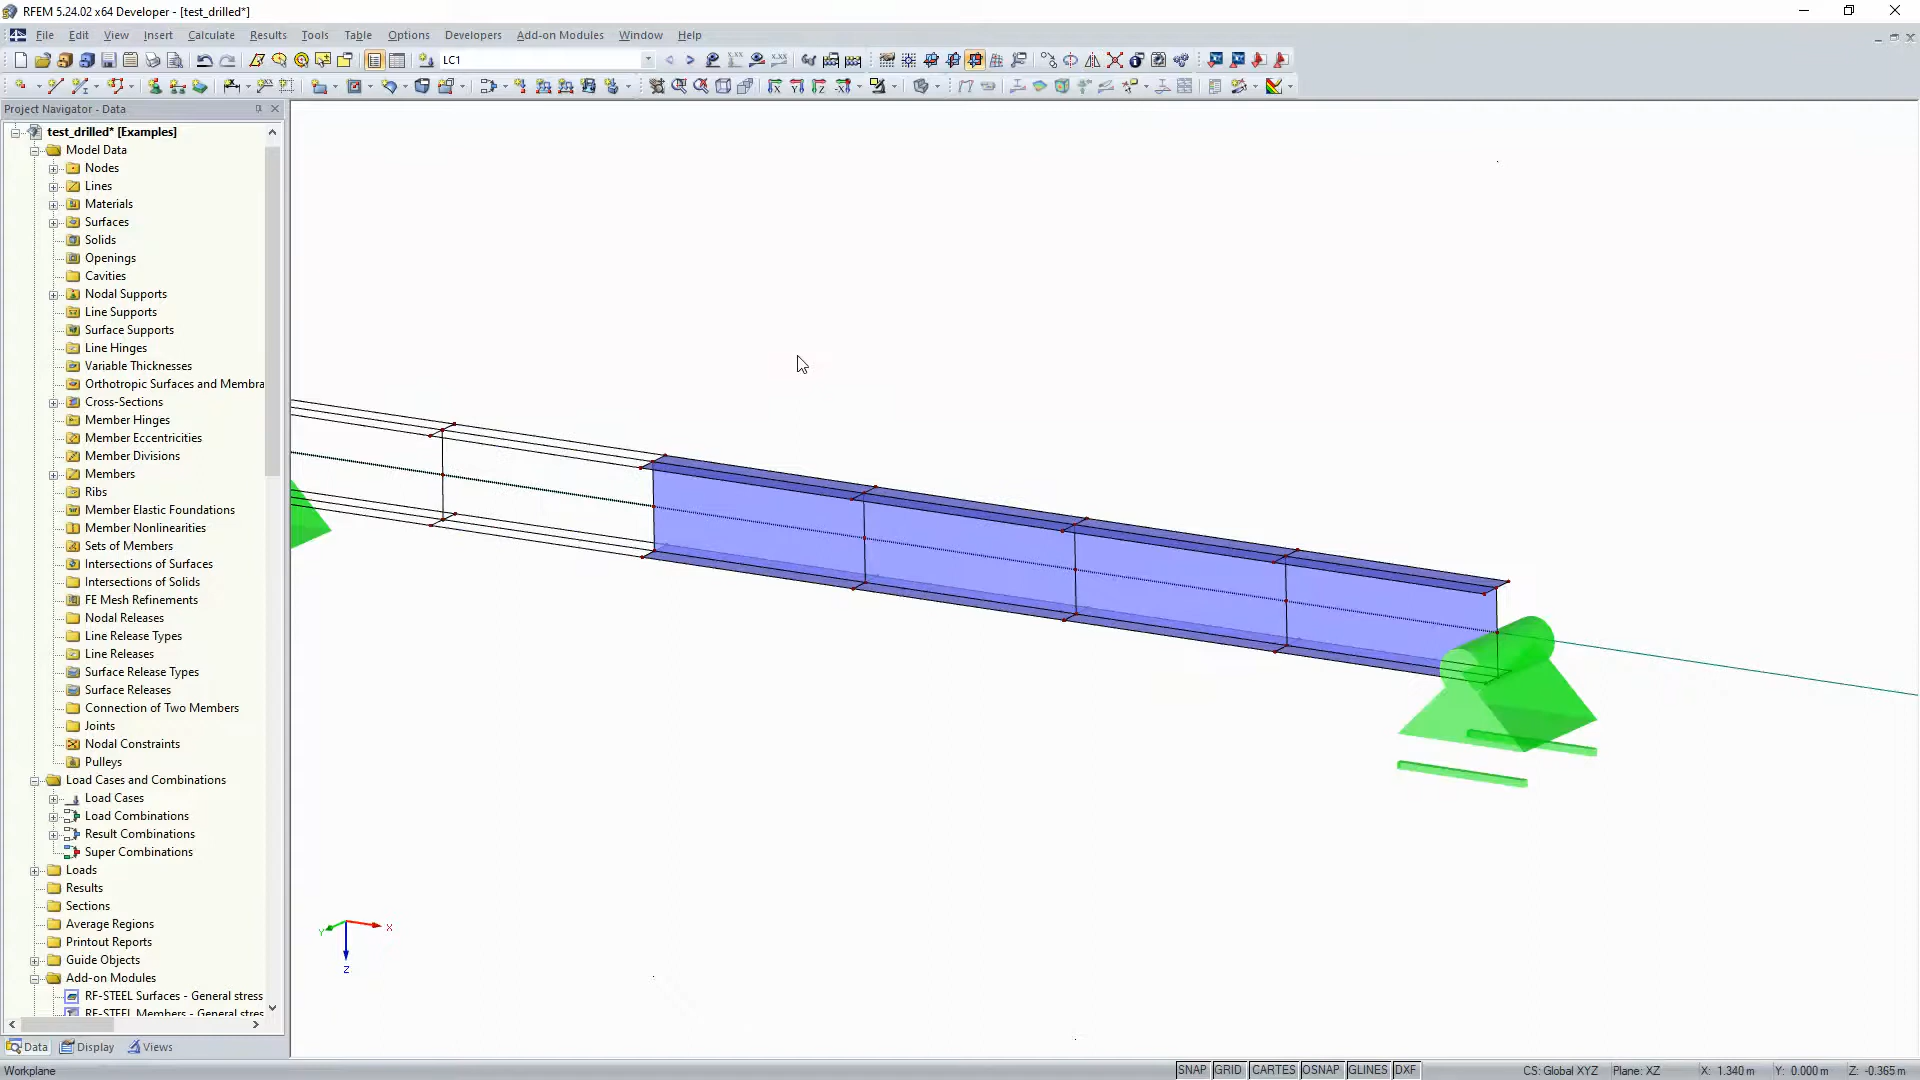 RFEM 5.24.02 x64 Developer - [test_drilled*]
File Edit View Insert Calculate Results Tools Table Options Developers Add-on Modules Window Help
LC1
Project Navigator - Data
test_drilled* [Examples]
Model Data
Nodes
Lines
Materials
Surfaces
Solids
Openings
Cavities
Nodal Supports
Line Supports
Surface Supports
Line Hinges
Variable Thicknesses
Orthotropic Surfaces and Membra
Cross-Sections
Member Hinges
Member Eccentricities
Member Divisions
Members
Ribs
Member Elastic Foundations
Member Nonlinearities
Sets of Members
Intersections of Surfaces
Intersections of Solids
FE Mesh Refinements
Nodal Releases
Line Release Types
Line Releases
Surface Release Types
Surface Releases
Connection of Two Members
Joints
Nodal Constraints
Pulleys
Load Cases and Combinations
Load Cases
Load Combinations
Result Combinations
Super Combinations
Loads
Results
Sections
Average Regions
Printout Reports
Guide Objects
Add-on Modules
RF-STEEL Surfaces - General stress
RF-STEEL Members - General stres
Y X
Z
Data Display Views
Workplane SNAP GRID CARTES OSNAP GLINES DXF CS: Global XYZ Plane: XZ X: 1.340 m Y: 0.000 m Z: -0.365 m